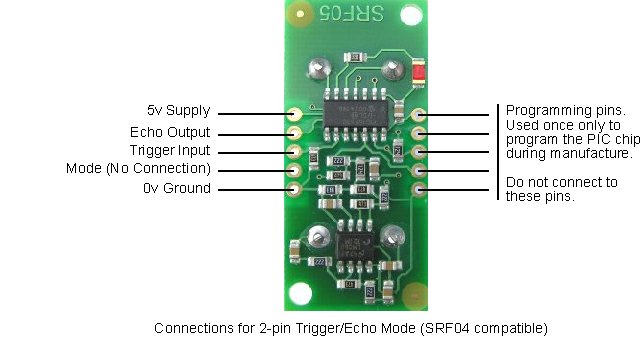 SRF05
5v Supply
Echo Output
Trigger Input
Mode (No Connection)
0v Ground
Programming pins.
Used once only to
program the PIC chip
during manufacture.
Do not connect to
these pins.
Connections for 2-pin Trigger/Echo Mode (SRF04 compatible)